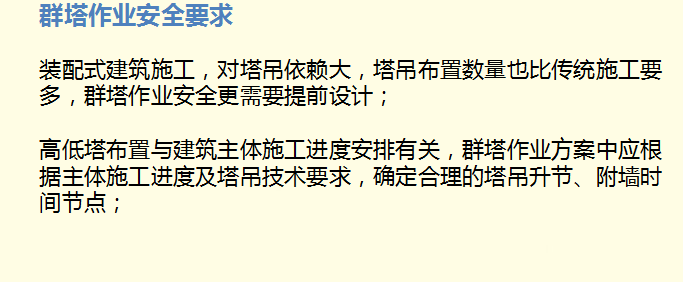 群塔作业安全要求
装配式建筑施工，对塔吊依赖大，塔吊布置数量也比传统施工要
多，群塔作业安全更需要提前设计；
高低塔布置与建筑主体施工进度安排有关，群塔作业方案中应根
据主体施工进度及塔吊技术要求，确定合理的塔吊升节、附墙时
间节点；